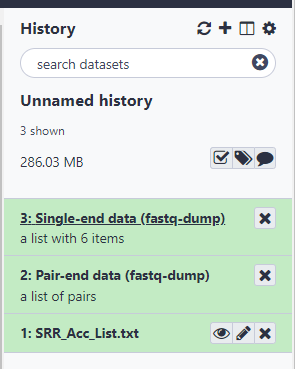 History
search datasets
Unnamed history
3 shown
286.03 MB
3: Single-end data (fastq-dump)
a list with 6 items
2: Pair-end data (fastq-dump)
a list of pairs
1: SRR_Acc_List.txt